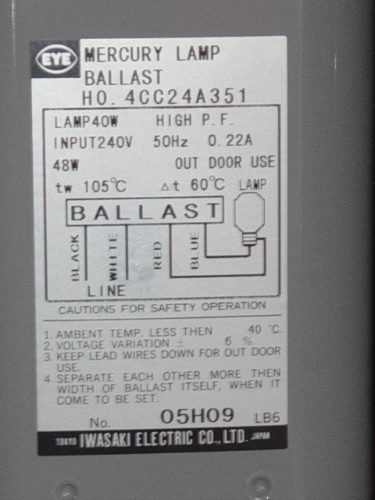 EYE
MERCURY LAMP
BALLAST
HO. 4CC24A351
LAMP40W HIGH P.F.
INPUT240V 50Hz 0.22A
48W OUT DOOR USE
tw 105°C Δt 60°C LAMP
BALLAST
BLACK
WHITE
RED
BLUE
LINE
CAUTIONS FOR SAFETY OPERATION
1. AMBENT TEMP. LESS THEN 40 °C.
2. VOLTAGE VARIATION ± 6 %.
3. KEEP LEAD WIRES DOWN FOR OUT DOOR
USE.
4. SEPARATE EACH OTHER MORE THEN
WIDTH OF BALLAST ITSELF, WHEN IT
COME TO BE SET.
No. 05H09 LB6
TOKYO IWASAKI ELECTRIC CO., LTD. JAPAN